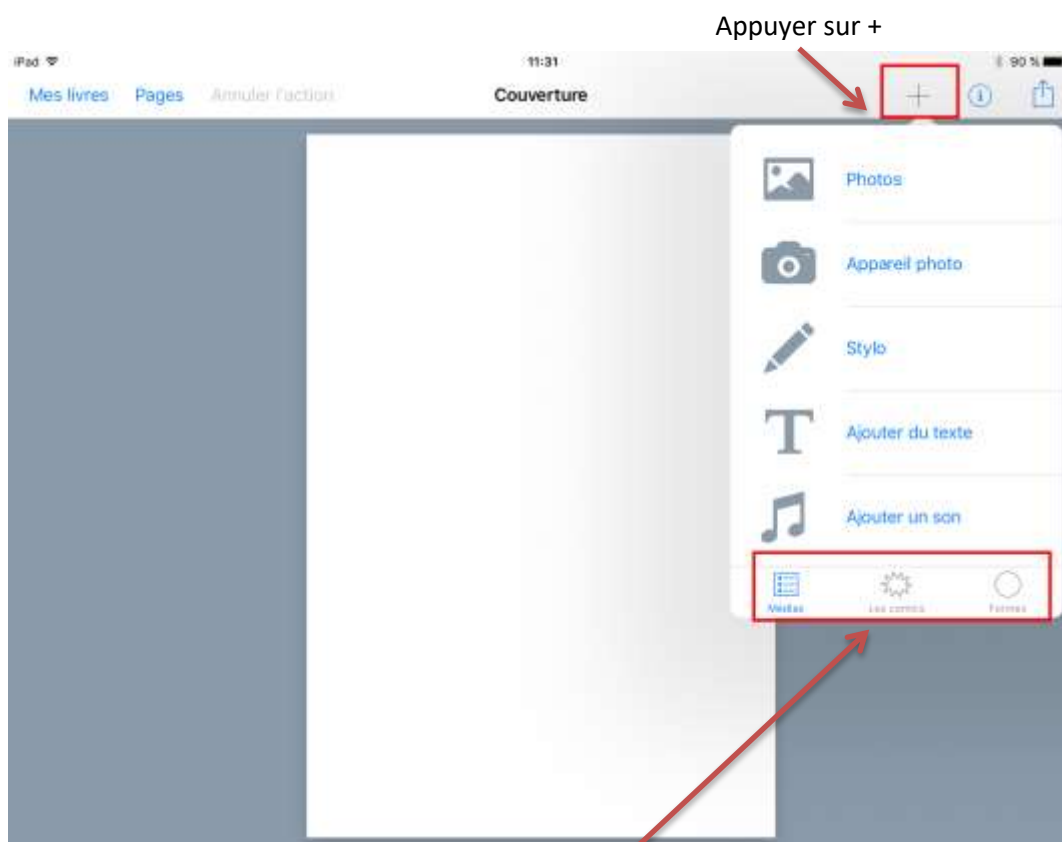 Appuyer sur +
iPad 11:31 90 %
Mes livres Pages Annuler l'action Couverture
Photos
Appareil photo
Stylo
Ajouter du texte
Ajouter un son
Médias Les comics Formes